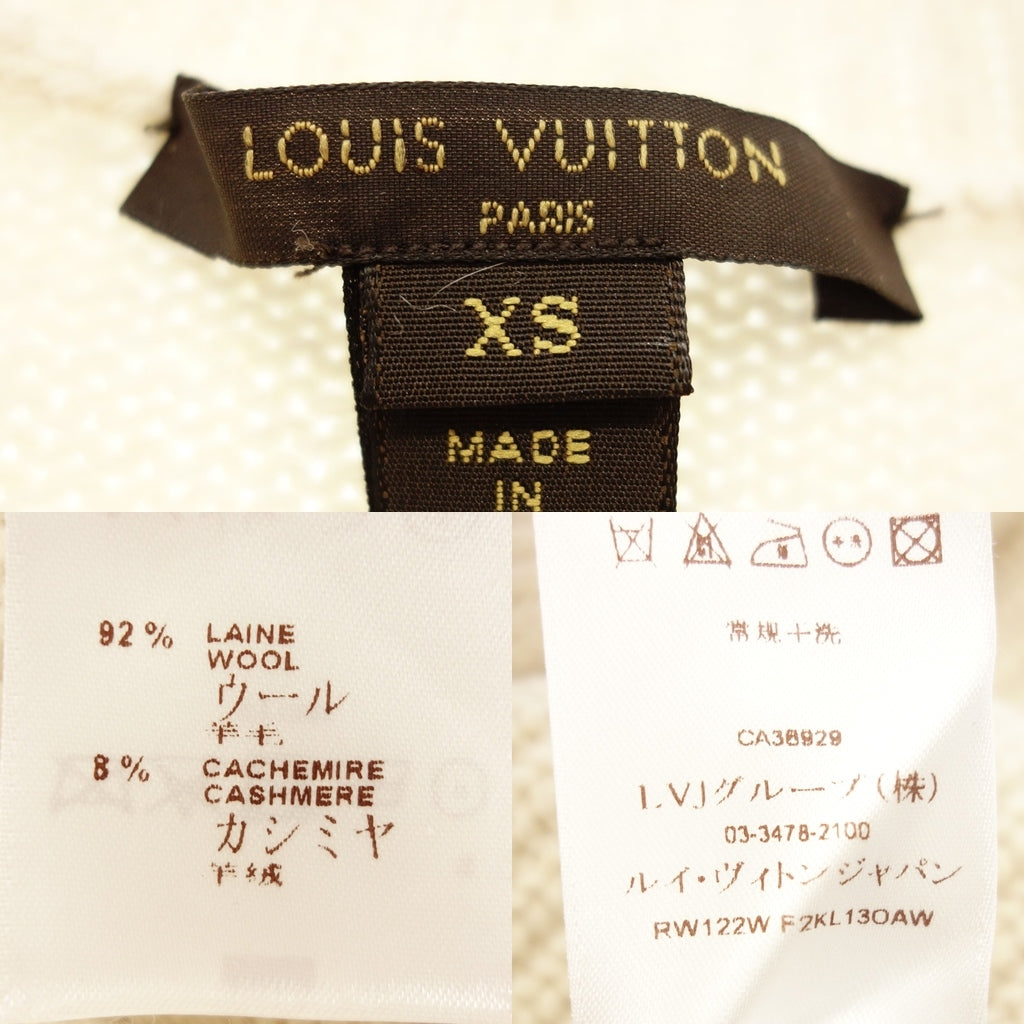 LOUIS VUITTON
PARIS
XS
MADE
IN
92% LAINE
WOOL
ウール
羊毛
8% CACHEMIRE
CASHMERE
カシミヤ
羊绒
常规干洗
CA36929
LVJグループ(株)
03-3478-2100
ルイ・ヴィトンジャパン
RW122W F2KL13OAW